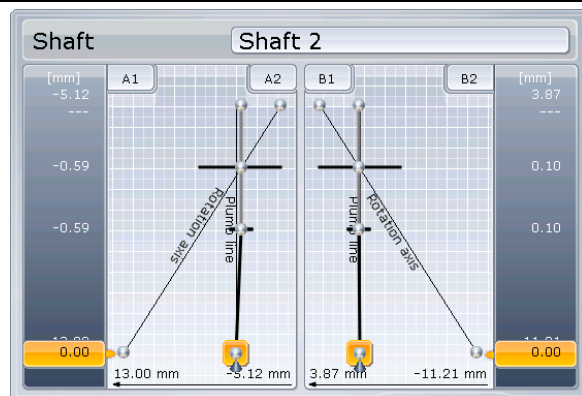 Shaft Shaft 2
[mm] A1 A2 B1 B2 [mm]
-5.12 3.87
--- ---
-0.59 0.10
Rotation axis Plumb line Plumb line Rotation axis
-0.59 0.10
0.00 0.00
13.00 mm -5.12 mm 3.87 mm -11.21 mm